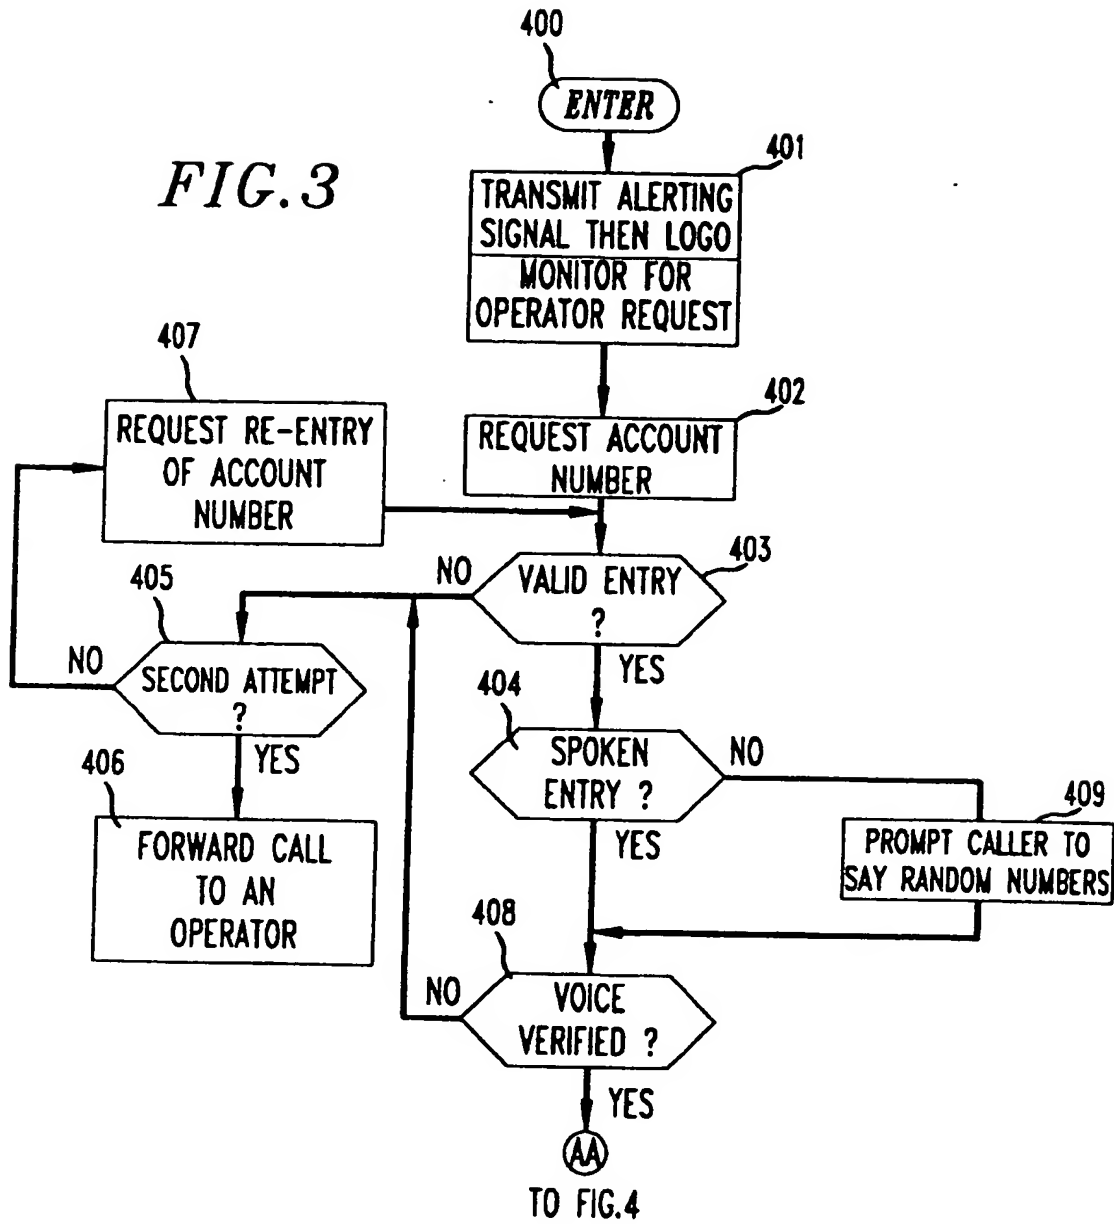 400
ENTER
FIG.3
401
TRANSMIT ALERTING
SIGNAL THEN LOGO
MONITOR FOR
OPERATOR REQUEST
407
REQUEST RE-ENTRY
OF ACCOUNT
NUMBER
402
REQUEST ACCOUNT
NUMBER
403
NO
VALID ENTRY
?
YES
405
NO
SECOND ATTEMPT
?
YES
404
SPOKEN
ENTRY ?
NO
YES
406
FORWARD CALL
TO AN
OPERATOR
409
PROMPT CALLER TO
SAY RANDOM NUMBERS
408
NO
VOICE
VERIFIED ?
YES
AA
TO FIG.4